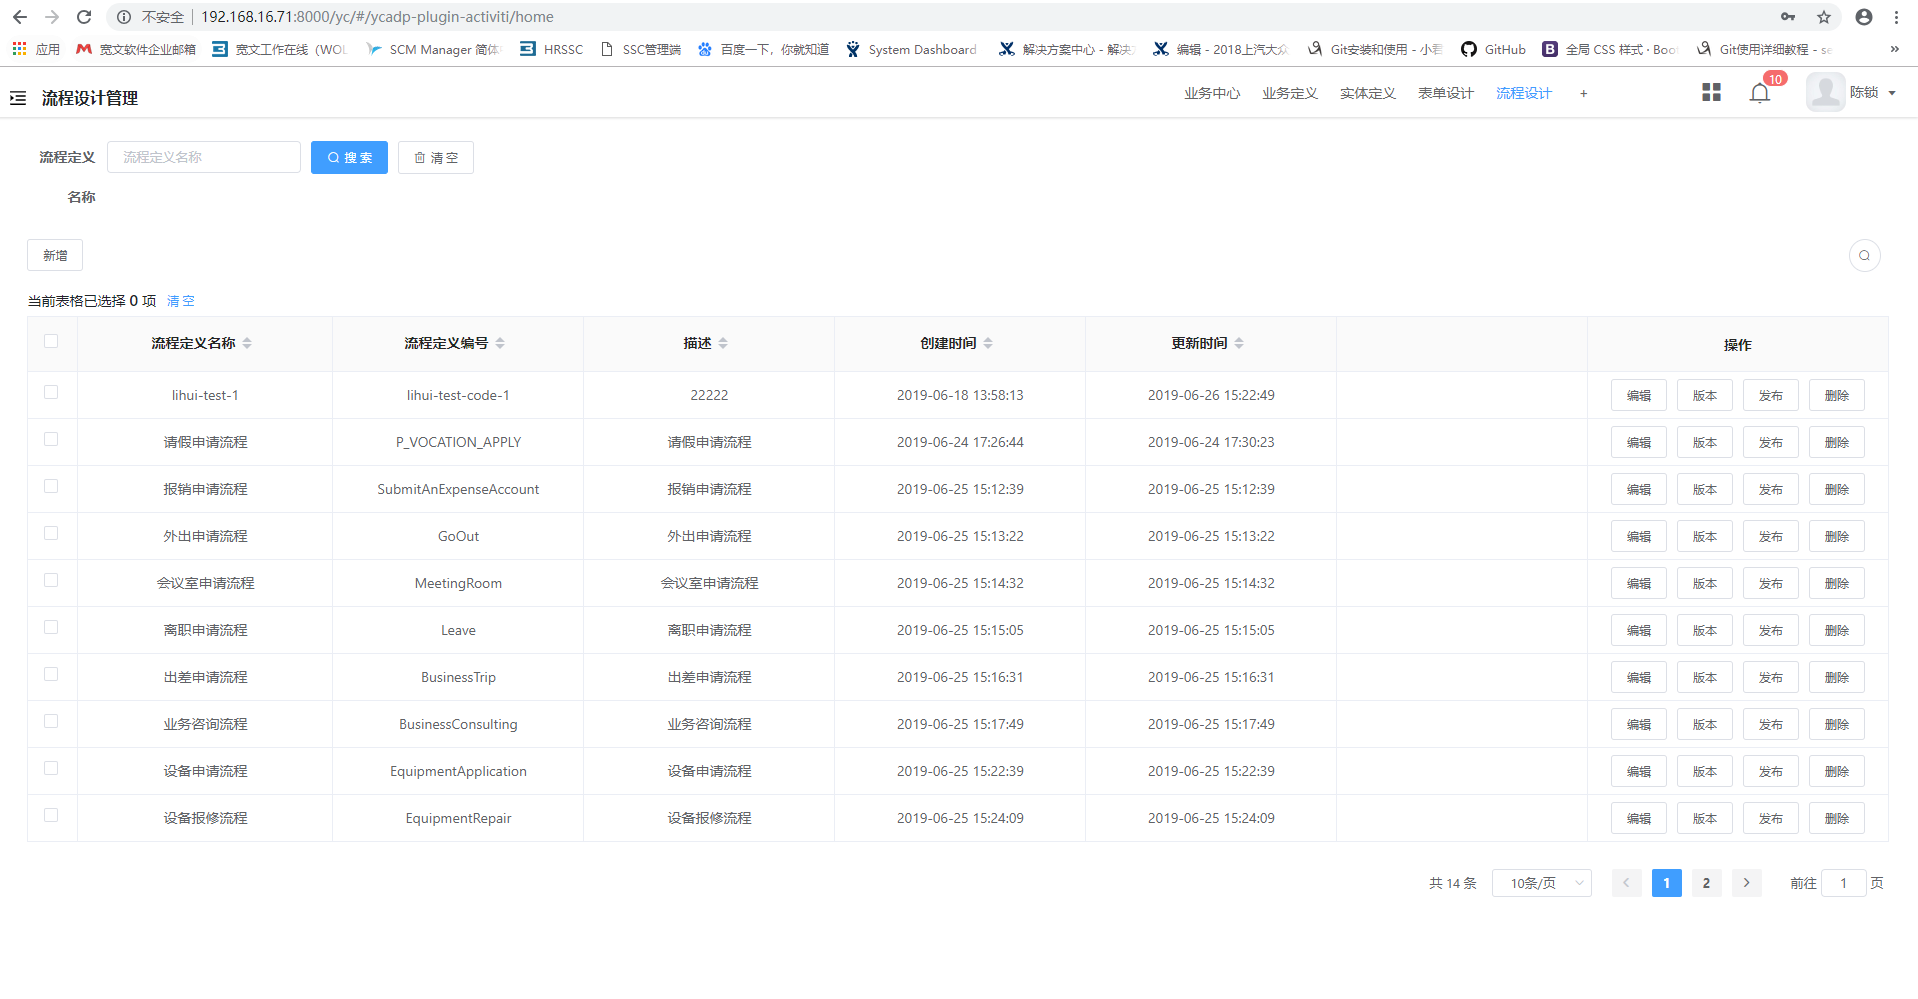 不安全 192.168.16.71:8000/yc/#/ycadp-plugin-activiti/home
应用 宽文软件企业邮箱 宽文工作在线（WOL SCM Manager 简体 HRSSC SSC管理端 百度一下，你就知道 System Dashboard 解决方案中心 - 解决 编辑 - 2018上汽大众 Git安装和使用 - 小 GitHub 全局 CSS 样式 · Boo Git使用详细教程 - se
流程设计管理 业务中心 业务定义 实体定义 表单设计 流程设计 + 10 陈锁
流程定义 流程定义名称 搜索 清空
名称
新增
当前表格已选择 0 项 清空
流程定义名称 流程定义编号 描述 创建时间 更新时间 操作
lihui-test-1 lihui-test-code-1 22222 2019-06-18 13:58:13 2019-06-26 15:22:49 编辑 版本 发布 删除
请假申请流程 P_VOCATION_APPLY 请假申请流程 2019-06-24 17:26:44 2019-06-24 17:30:23 编辑 版本 发布 删除
报销申请流程 SubmitAnExpenseAccount 报销申请流程 2019-06-25 15:12:39 2019-06-25 15:12:39 编辑 版本 发布 删除
外出申请流程 GoOut 外出申请流程 2019-06-25 15:13:22 2019-06-25 15:13:22 编辑 版本 发布 删除
会议室申请流程 MeetingRoom 会议室申请流程 2019-06-25 15:14:32 2019-06-25 15:14:32 编辑 版本 发布 删除
离职申请流程 Leave 离职申请流程 2019-06-25 15:15:05 2019-06-25 15:15:05 编辑 版本 发布 删除
出差申请流程 BusinessTrip 出差申请流程 2019-06-25 15:16:31 2019-06-25 15:16:31 编辑 版本 发布 删除
业务咨询流程 BusinessConsulting 业务咨询流程 2019-06-25 15:17:49 2019-06-25 15:17:49 编辑 版本 发布 删除
设备申请流程 EquipmentApplication 设备申请流程 2019-06-25 15:22:39 2019-06-25 15:22:39 编辑 版本 发布 删除
设备报修流程 EquipmentRepair 设备报修流程 2019-06-25 15:24:09 2019-06-25 15:24:09 编辑 版本 发布 删除
共 14 条 10条/页 1 2 前往 1 页